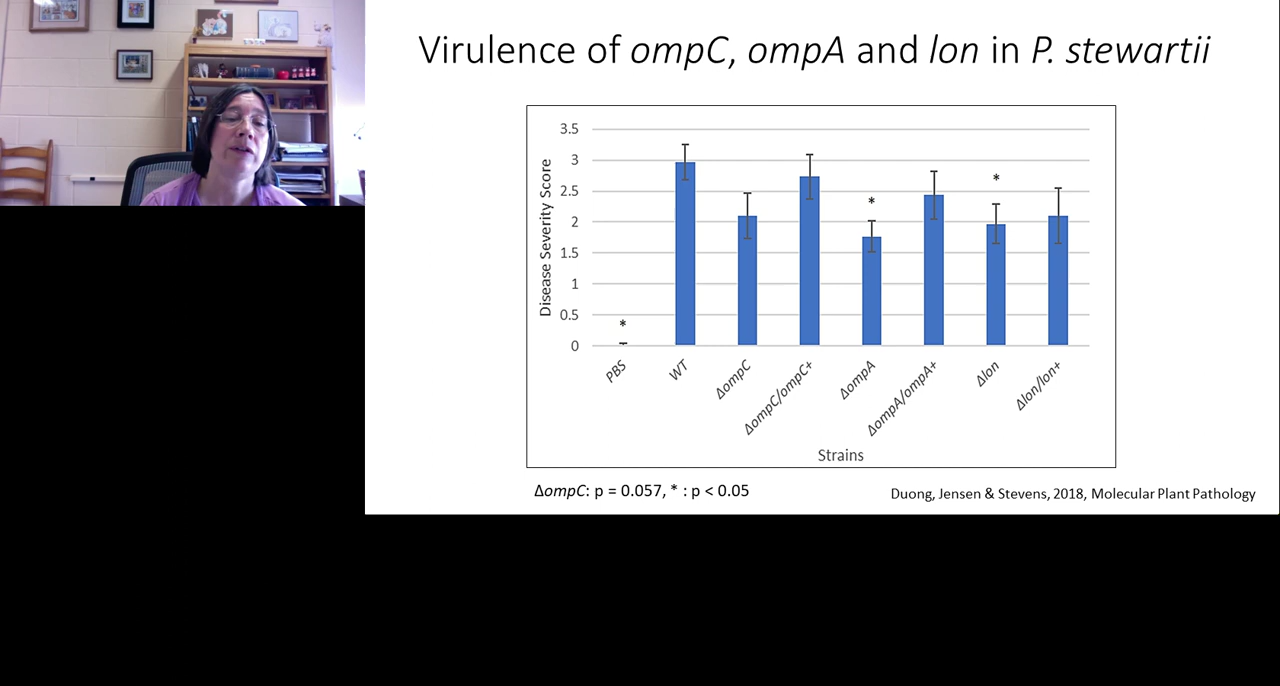 Virulence of ompC, ompA and lon in P. stewartii
Disease Severity Score
3.5
3
2.5
2
1.5
1
0.5
0
*
*
*
PBS
WT
ΔompC
ΔompC/ompC+
ΔompA
ΔompA/ompA+
Δlon
Δlon/lon+
Strains
ΔompC: p = 0.057, * : p < 0.05
Duong, Jensen & Stevens, 2018, Molecular Plant Pathology